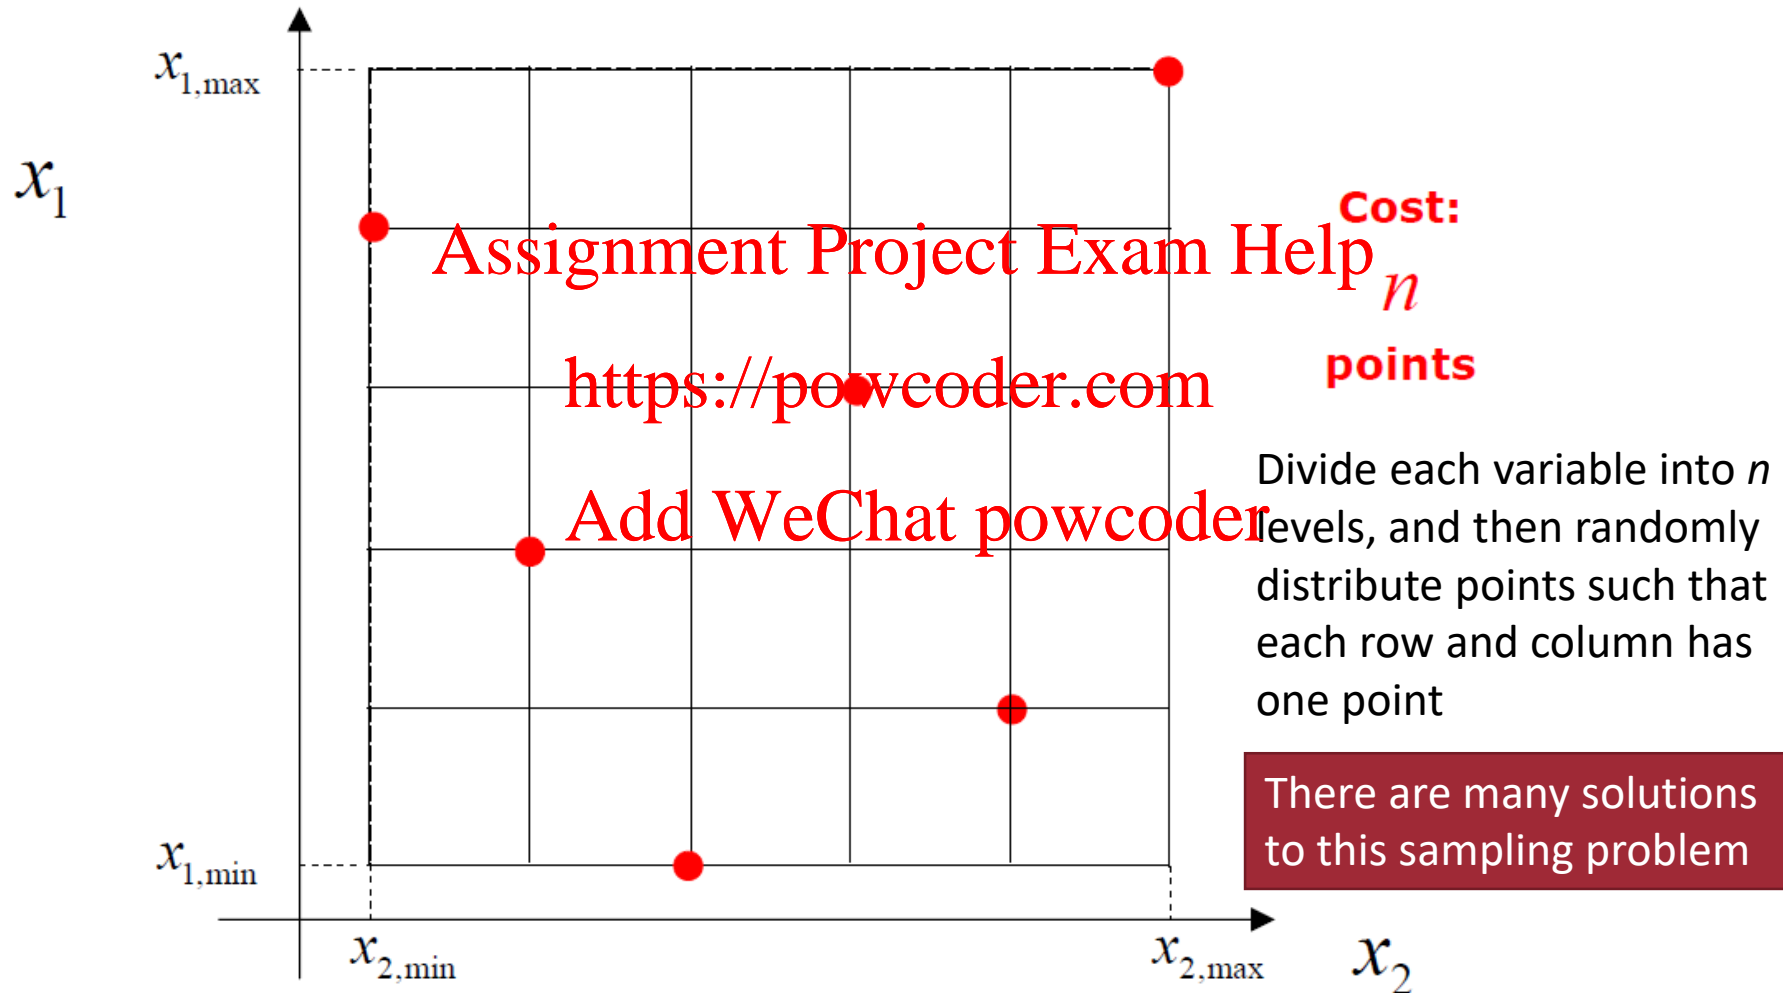 x1,max
x1
Cost:
Assignment Project Exam Help
n
https://powcoder.com
points
Divide each variable into n
Add WeChat powcoder
levels, and then randomly
distribute points such that
each row and column has
one point
There are many solutions
to this sampling problem
x1,min
x2,min
x2,max
x2